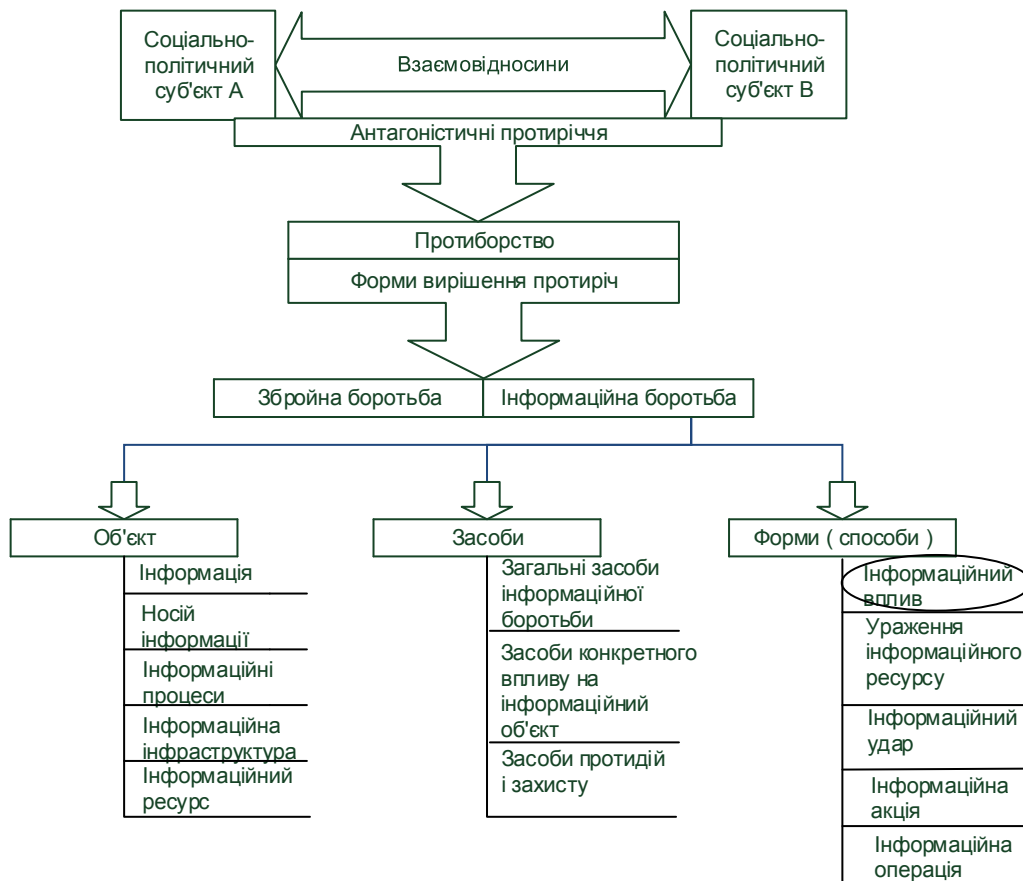 Соціально-
політичний
суб'єкт А
Взаємовідносини
Соціально-
політичний
суб'єкт В
Антагоністичні протиріччя
Протиборство
Форми вирішення протиріч
Збройна боротьба
Інформаційна боротьба
Об'єкт
Інформація
Носій
інформації
Інформаційні
процеси
Інформаційна
інфраструктура
Інформаційний
ресурс
Засоби
Загальні засоби
інформаційної
боротьби
Засоби конкретного
впливу на
інформаційний
об'єкт
Засоби протидій
і захисту
Форми ( способи )
Інформаційний
вплив
Ураження
інформаційного
ресурсу
Інформаційний
удар
Інформаційна
акція
Інформаційна
операція